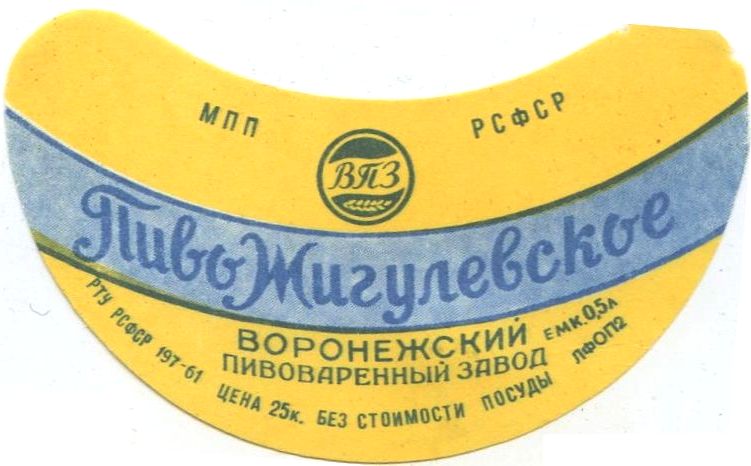 МПП РСФСР
ВПЗ
Пиво Жигулевское
ВОРОНЕЖСКИЙ
ПИВОВАРЕННЫЙ ЗАВОД
ЕМК. 0,5л
РТУ РСФСР 197-61 ЦЕНА 25к. БЕЗ СТОИМОСТИ ПОСУДЫ ЛФОП2